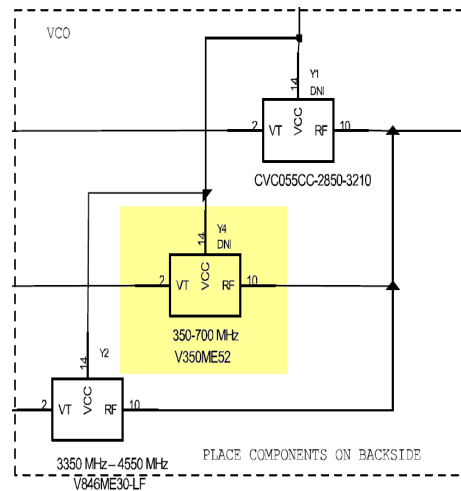 VCO
14
Y1
DNI
2
VT
VCC
RF
10
CVC055CC-2850-3210
14
Y4
DNI
2
VT
VCC
RF
10
350-700 MHz
V350ME52
14
Y2
2
VT
VCC
RF
10
3350 MHz – 4550 MHz
V846ME30-LF
PLACE COMPONENTS ON BACKSIDE